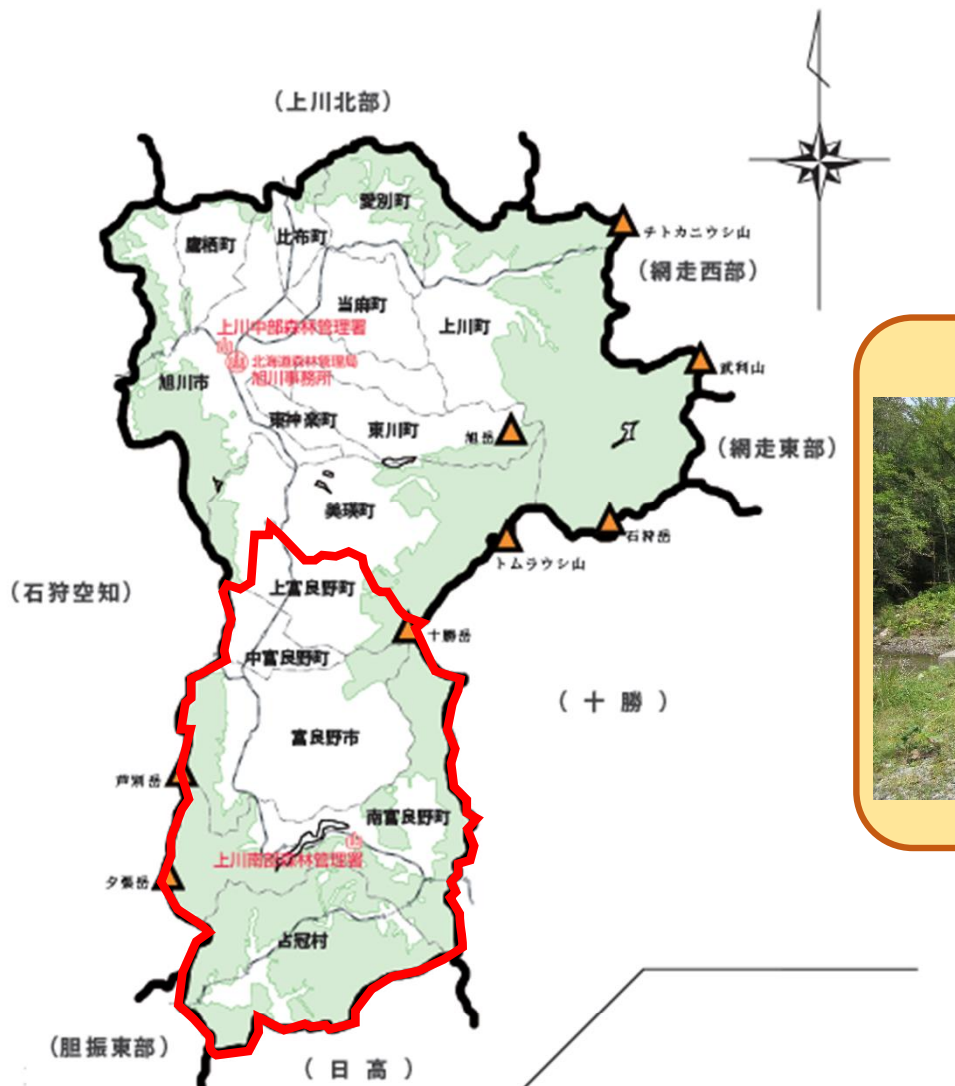 （上川北部）
愛別町
比布町
鷹栖町
チトカニウシ山
（網走西部）
当麻町
上川町
上川中部森林管理署
北海道森林管理局
旭川事務所
武利山
旭川市
東神楽町
東川町
旭岳
（網走東部）
美瑛町
石狩岳
トムラウシ山
（石狩空知）
上富良野町
十勝岳
中富良野町
（十勝）
富良野市
芦別岳
南富良野町
上川南部森林管理署
夕張岳
占冠村
（胆振東部）
（日高）